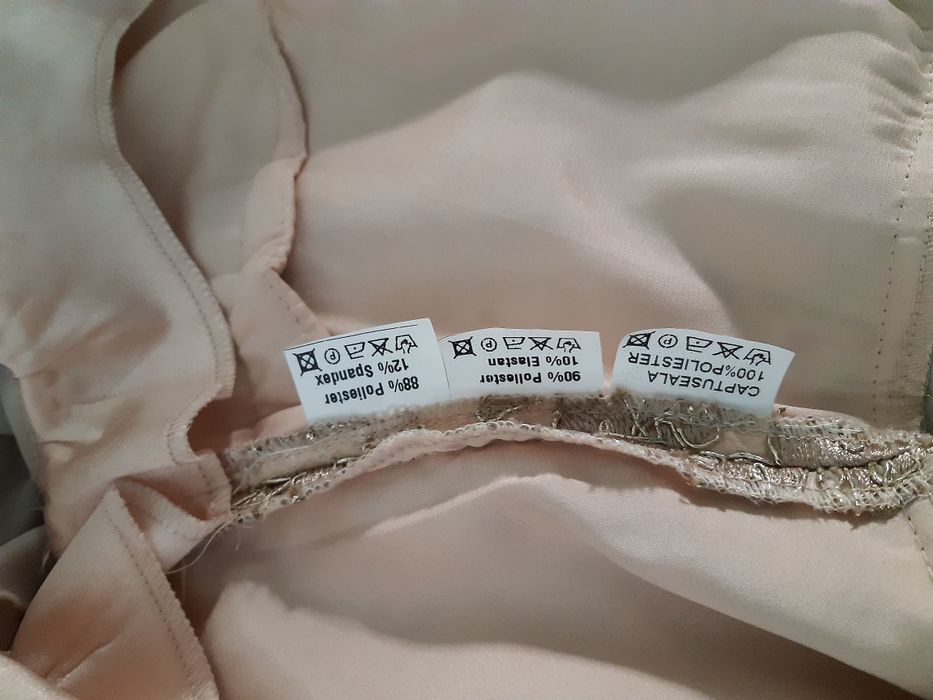 88% Poliester
12% Spandex
P
90% Poliester
10% Elastan
P
CAPTUSEALA
100%POLIESTER
P